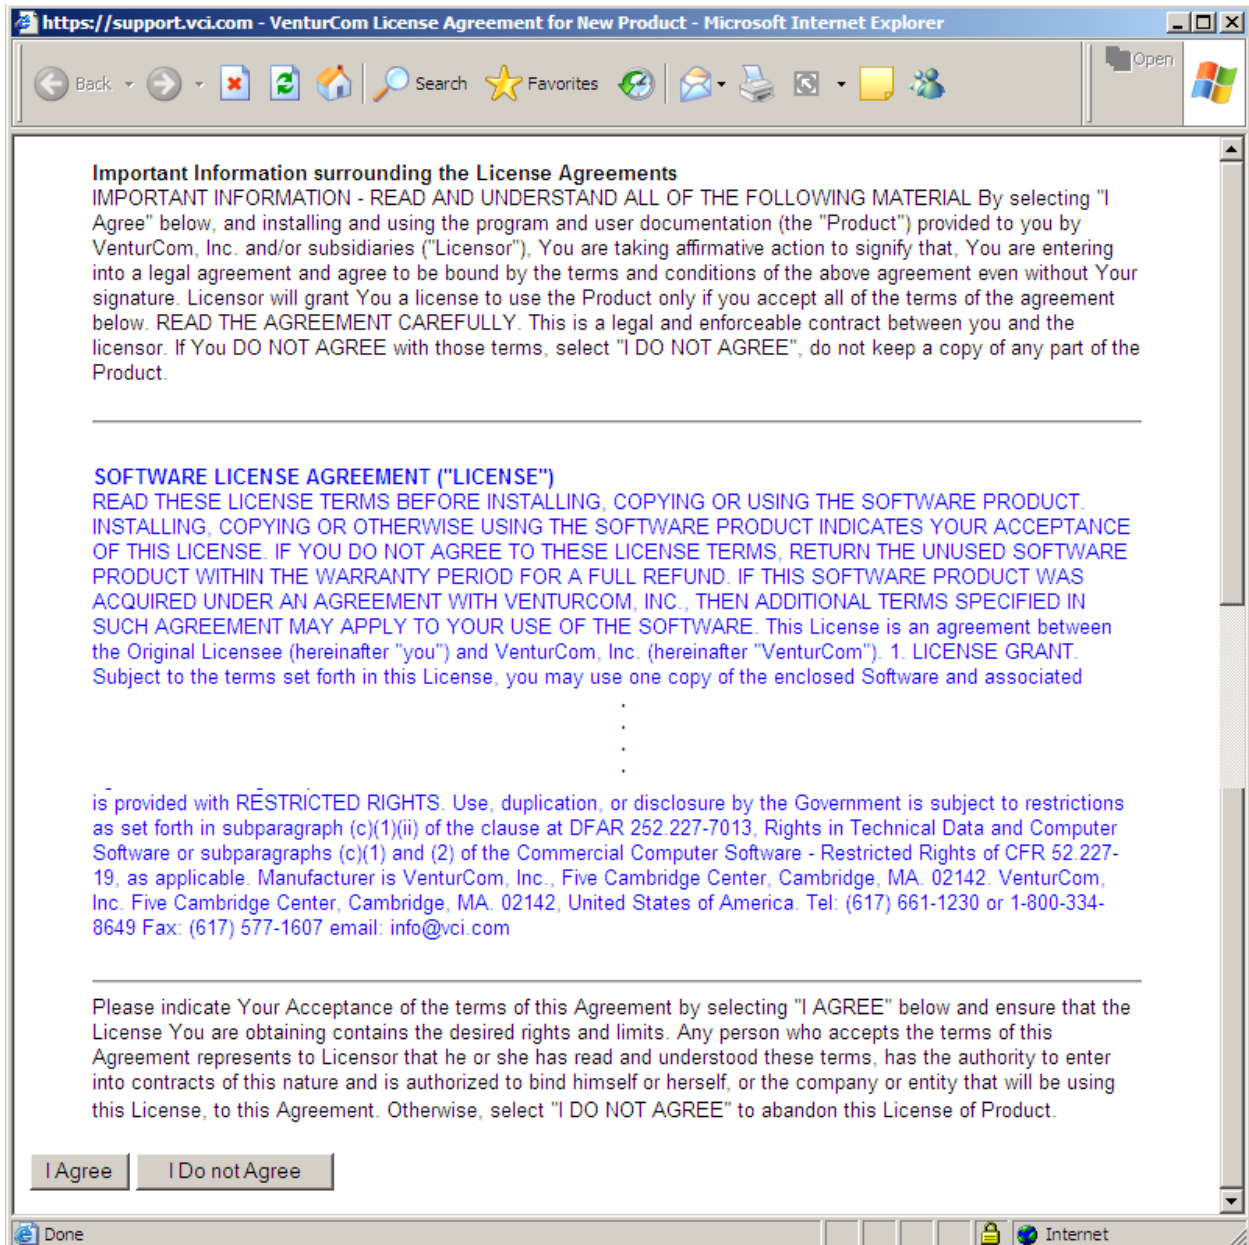 https://support.vci.com - VenturCom License Agreement for New Product - Microsoft Internet Explorer
Back
Search
Favorites
Open
Important Information surrounding the License Agreements
IMPORTANT INFORMATION - READ AND UNDERSTAND ALL OF THE FOLLOWING MATERIAL By selecting "I
Agree" below, and installing and using the program and user documentation (the "Product") provided to you by
VenturCom, Inc. and/or subsidiaries ("Licensor"), You are taking affirmative action to signify that, You are entering
into a legal agreement and agree to be bound by the terms and conditions of the above agreement even without Your
signature. Licensor will grant You a license to use the Product only if you accept all of the terms of the agreement
below. READ THE AGREEMENT CAREFULLY. This is a legal and enforceable contract between you and the
licensor. If You DO NOT AGREE with those terms, select "I DO NOT AGREE", do not keep a copy of any part of the
Product.
SOFTWARE LICENSE AGREEMENT ("LICENSE")
READ THESE LICENSE TERMS BEFORE INSTALLING, COPYING OR USING THE SOFTWARE PRODUCT.
INSTALLING, COPYING OR OTHERWISE USING THE SOFTWARE PRODUCT INDICATES YOUR ACCEPTANCE
OF THIS LICENSE. IF YOU DO NOT AGREE TO THESE LICENSE TERMS, RETURN THE UNUSED SOFTWARE
PRODUCT WITHIN THE WARRANTY PERIOD FOR A FULL REFUND. IF THIS SOFTWARE PRODUCT WAS
ACQUIRED UNDER AN AGREEMENT WITH VENTURCOM, INC., THEN ADDITIONAL TERMS SPECIFIED IN
SUCH AGREEMENT MAY APPLY TO YOUR USE OF THE SOFTWARE. This License is an agreement between
the Original Licensee (hereinafter "you") and VenturCom, Inc. (hereinafter "VenturCom"). 1. LICENSE GRANT.
Subject to the terms set forth in this License, you may use one copy of the enclosed Software and associated
.
.
.
.
is provided with RESTRICTED RIGHTS. Use, duplication, or disclosure by the Government is subject to restrictions
as set forth in subparagraph (c)(1)(ii) of the clause at DFAR 252.227-7013, Rights in Technical Data and Computer
Software or subparagraphs (c)(1) and (2) of the Commercial Computer Software - Restricted Rights of CFR 52.227-
19, as applicable. Manufacturer is VenturCom, Inc., Five Cambridge Center, Cambridge, MA. 02142. VenturCom,
Inc. Five Cambridge Center, Cambridge, MA. 02142, United States of America. Tel: (617) 661-1230 or 1-800-334-
8649 Fax: (617) 577-1607 email: info@vci.com
Please indicate Your Acceptance of the terms of this Agreement by selecting "I AGREE" below and ensure that the
License You are obtaining contains the desired rights and limits. Any person who accepts the terms of this
Agreement represents to Licensor that he or she has read and understood these terms, has the authority to enter
into contracts of this nature and is authorized to bind himself or herself, or the company or entity that will be using
this License, to this Agreement. Otherwise, select "I DO NOT AGREE" to abandon this License of Product.
I Agree
I Do not Agree
Done
Internet